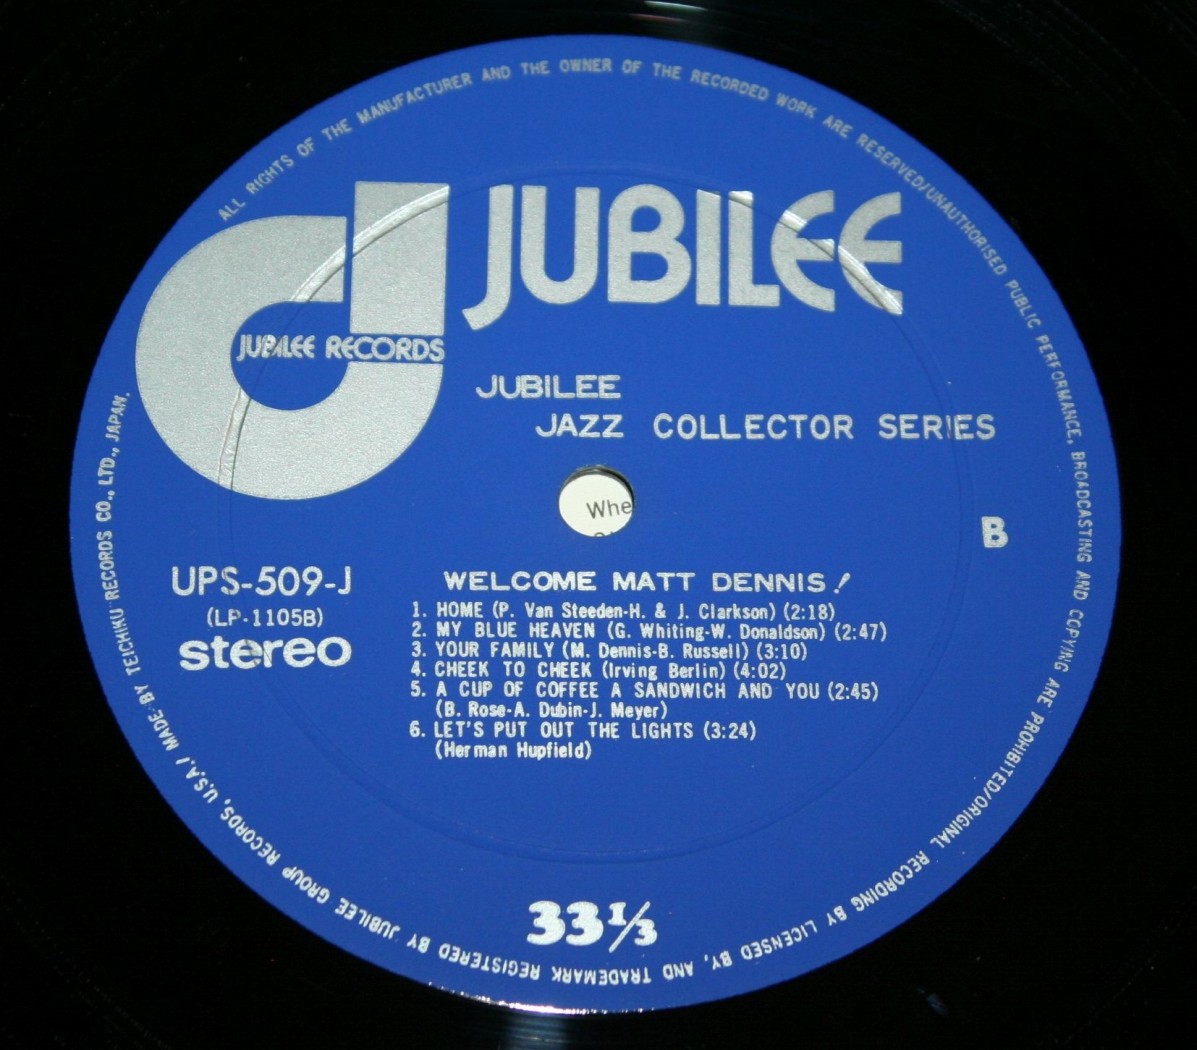 ALL RIGHTS OF THE MANUFACTURER AND THE OWNER OF THE RECORDED WORK ARE RESERVED/UNAUTHORISED PUBLIC PERFORMANCE, BROADCASTING AND COPYING ARE PROHIBITED/ORIGINAL RECORDING BY LICENSED BY, AND TRADEMARK REGISTERED BY JUBILEE GROUP RECORDS, U.S.A./ MADE BY TEICHIKU RECORDS CO., LTD., JAPAN.
JUBILEE
JUBILEE RECORDS
JUBILEE
JAZZ COLLECTOR SERIES
Whe
B
UPS-509-J
(LP-1105B)
stereo
WELCOME MATT DENNIS!
1. HOME (P. Van Steeden-H. & J. Clarkson) (2:18)
2. MY BLUE HEAVEN (G. Whiting-W. Donaldson) (2:47)
3. YOUR FAMILY (M. Dennis-B. Russell) (3:10)
4. CHEEK TO CHEEK (Irving Berlin) (4:02)
5. A CUP OF COFFEE A SANDWICH AND YOU (2:45)
(B. Rose-A. Dubin-J. Meyer)
6. LET'S PUT OUT THE LIGHTS (3:24)
(Herman Hupfield)
33 1/3